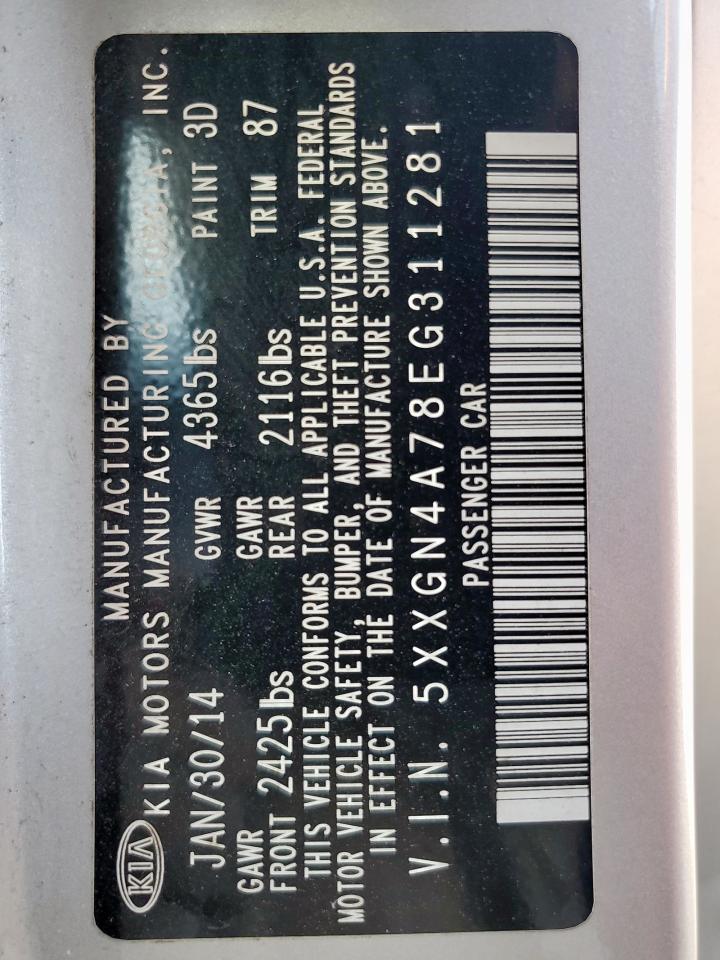 KIA
MANUFACTURED BY
KIA MOTORS MANUFACTURING GEORGIA, INC.
JAN/30/14 GVWR 4365lbs PAINT 3D
GAWR FRONT 2425lbs GAWR REAR 2116lbs TRIM 87
THIS VEHICLE CONFORMS TO ALL APPLICABLE U.S.A. FEDERAL
MOTOR VEHICLE SAFETY, BUMPER, AND THEFT PREVENTION STANDARDS
IN EFFECT ON THE DATE OF MANUFACTURE SHOWN ABOVE.
V.I.N. 5XXGN4A78EG311281
PASSENGER CAR